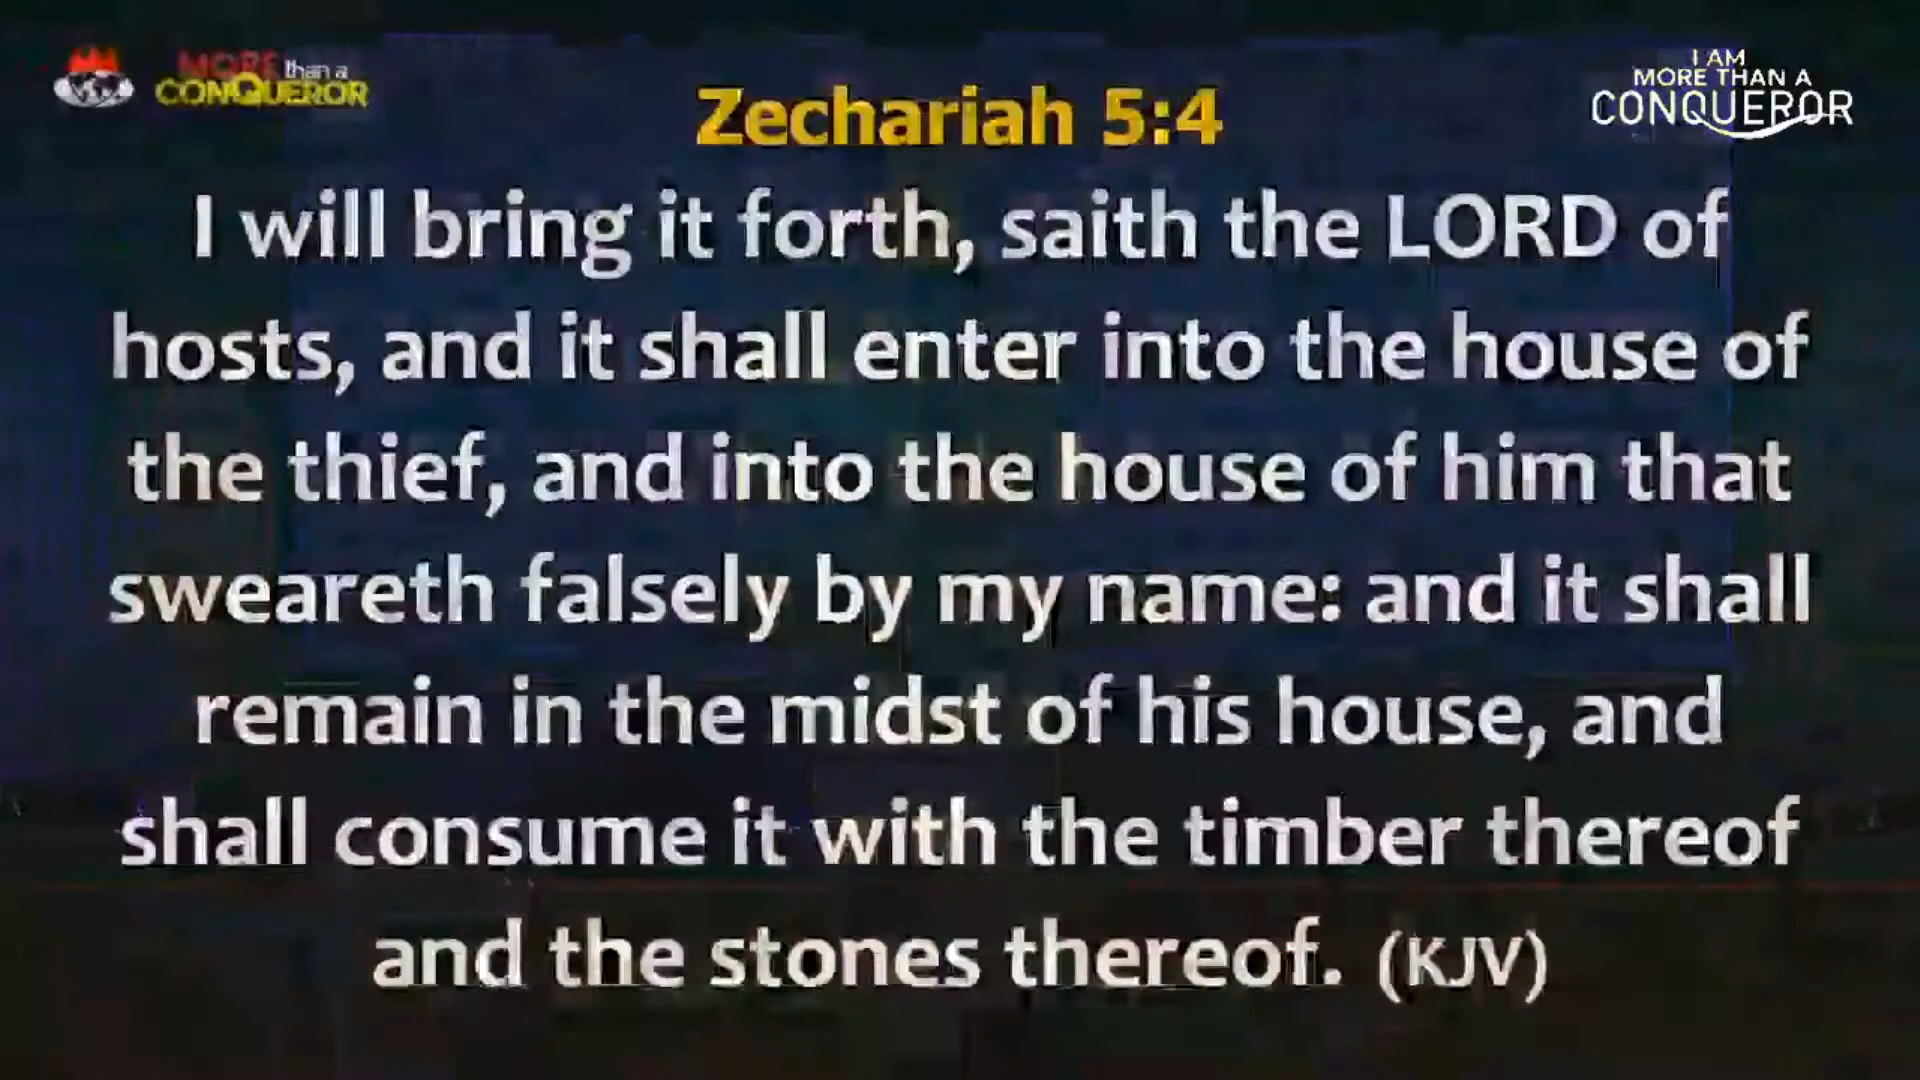 MORE than a
CONQUEROR
I AM
MORE THAN A
CONQUEROR
Zechariah 5:4
I will bring it forth, saith the LORD of
hosts, and it shall enter into the house of
the thief, and into the house of him that
sweareth falsely by my name: and it shall
remain in the midst of his house, and
shall consume it with the timber thereof
and the stones thereof. (KJV)